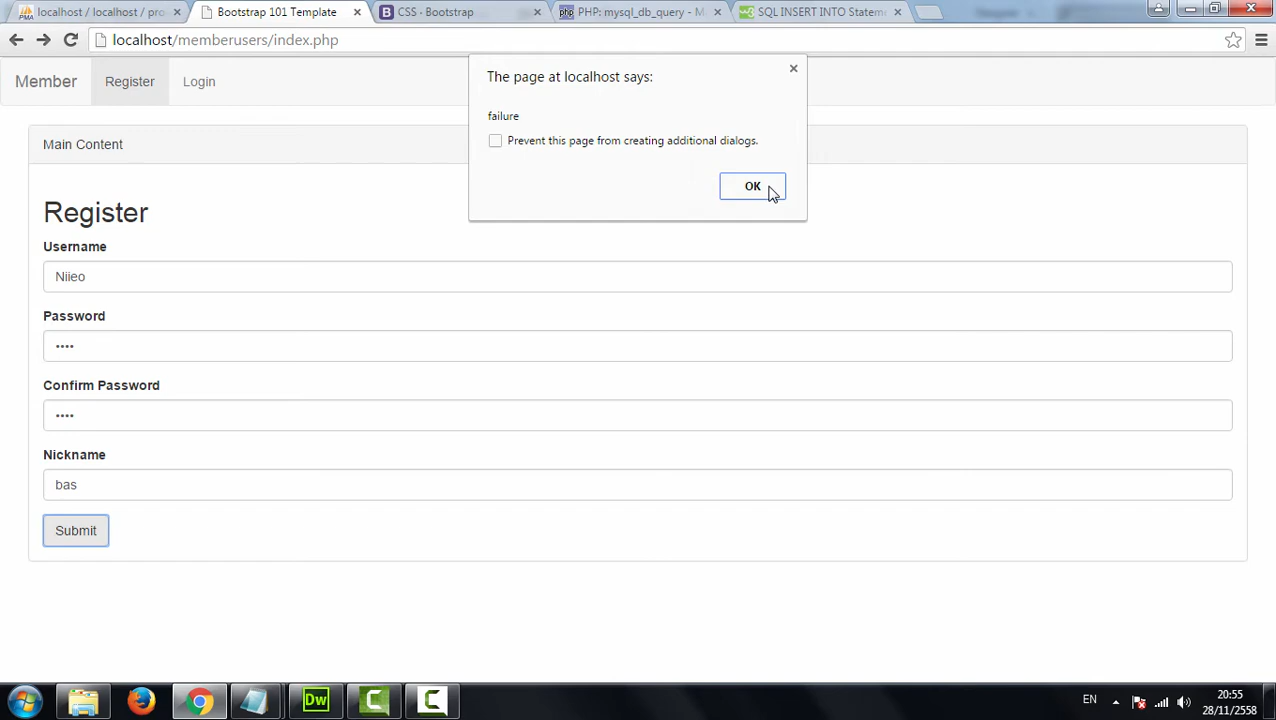 localhost / localhost / pro
Bootstrap 101 Template
CSS · Bootstrap
PHP: mysql_db_query - M
SQL INSERT INTO Statem
localhost/memberusers/index.php
Member
Register
Login
The page at localhost says:
failure
Prevent this page from creating additional dialogs.
OK
Main Content
Register
Username
Niieo
Password
••••
Confirm Password
••••
Nickname
bas
Submit
Dw
EN
20:55
28/11/2558